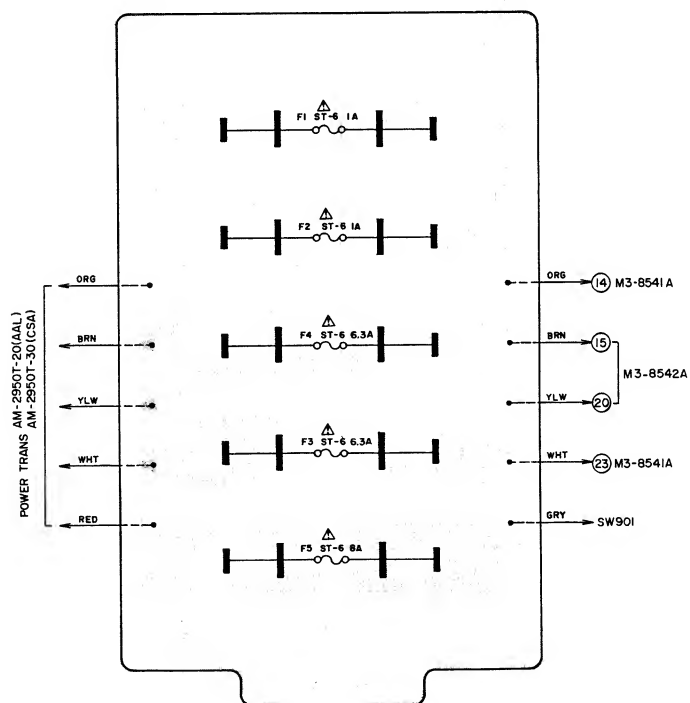 F1 ST-6 1A
F2 ST-6 1A
ORG
ORG 14 M3-8541A
BRN
F4 ST-6 6.3A
BRN 15
M3-8542A
YLW
YLW 20
WHT
F3 ST-6 6.3A
WHT 23 M3-8541A
RED
GRY SW901
F5 ST-6 8A
POWER TRANS AM-2950T-20(AAL)
AM-2950T-30(CSA)